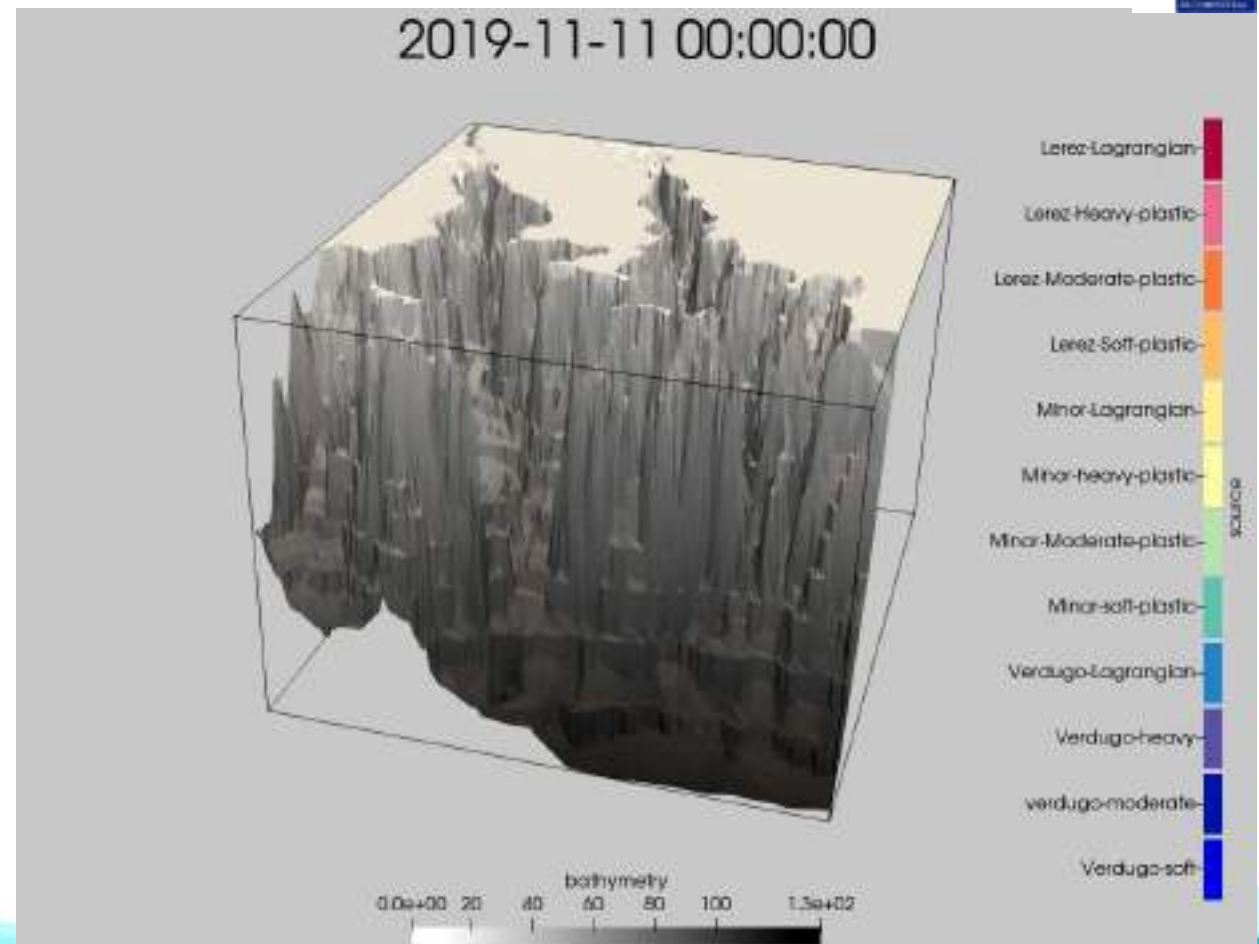 2019-11-11 00:00:00
Lerez-Lagrangian
Lerez-Heavy-plastic
Lerez-Moderate-plastic
Lerez-Soft-plastic
Minor-Lagrangian
Minor-heavy-plastic
Minor-Moderate-plastic
Minor-soft-plastic
Verdugo-Lagrangian
Verdugo-heavy
verdugo-moderate
Verdugo-soft
source
bathymetry
0.0e+00 20 40 60 80 100 1.3e+02